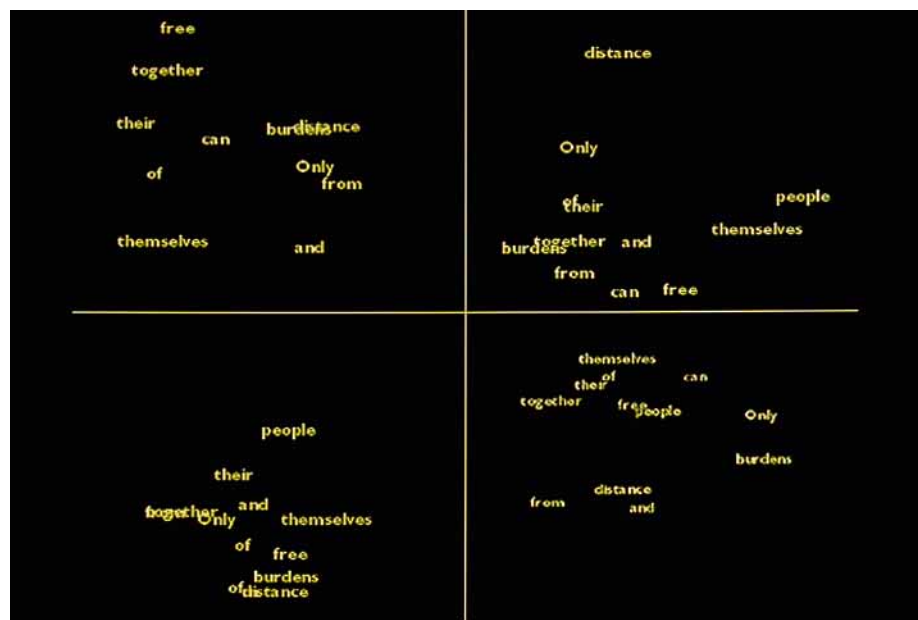 free
together
their
can
burdens
distance
of
Only
from
themselves
and
distance
Only
of
their
people
themselves
burdens
together
and
from
can
free
people
their
together
from
Only
and
themselves
of
free
burdens
of
distance
themselves
of
can
their
together
free
people
Only
burdens
distance
from
and